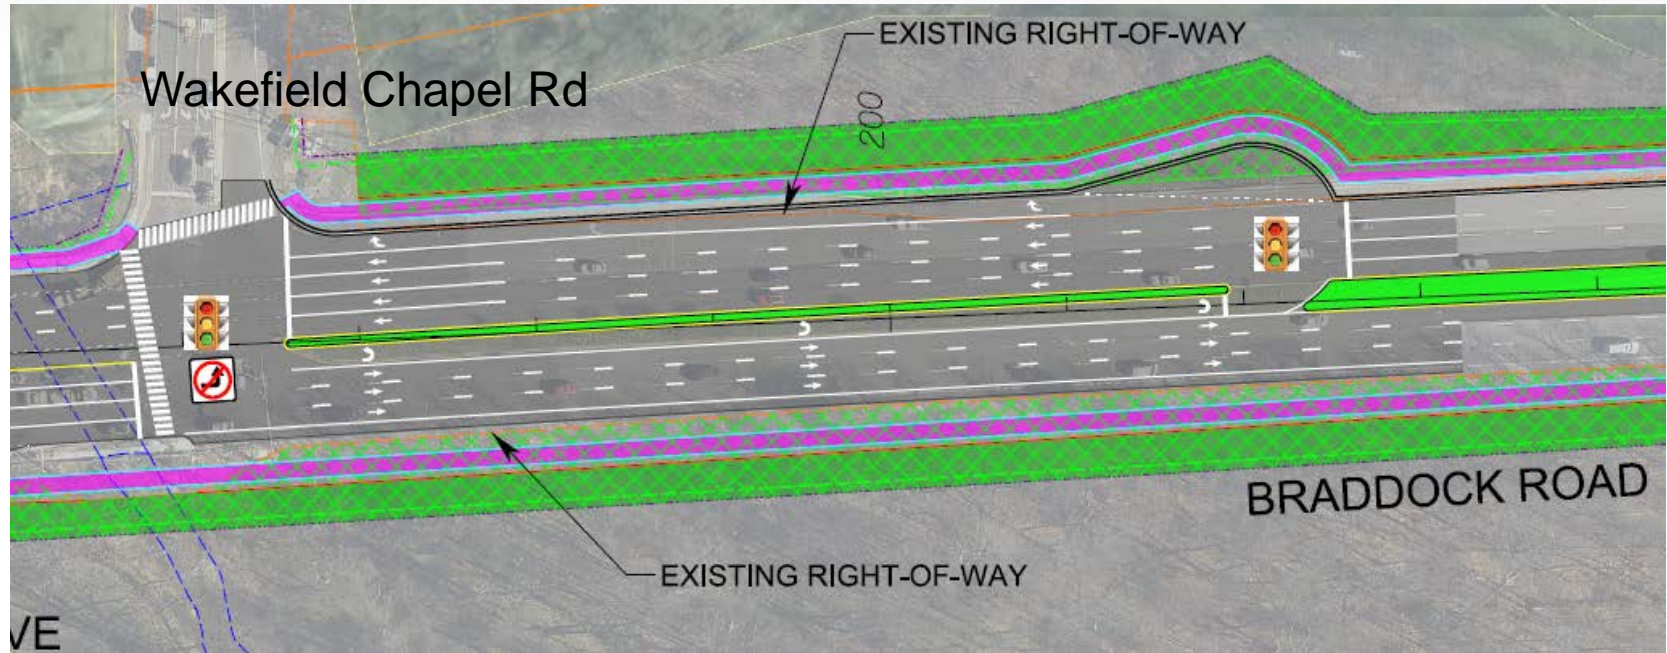 EXISTING RIGHT-OF-WAY
Wakefield Chapel Rd
200
BRADDOCK ROAD
EXISTING RIGHT-OF-WAY
VE